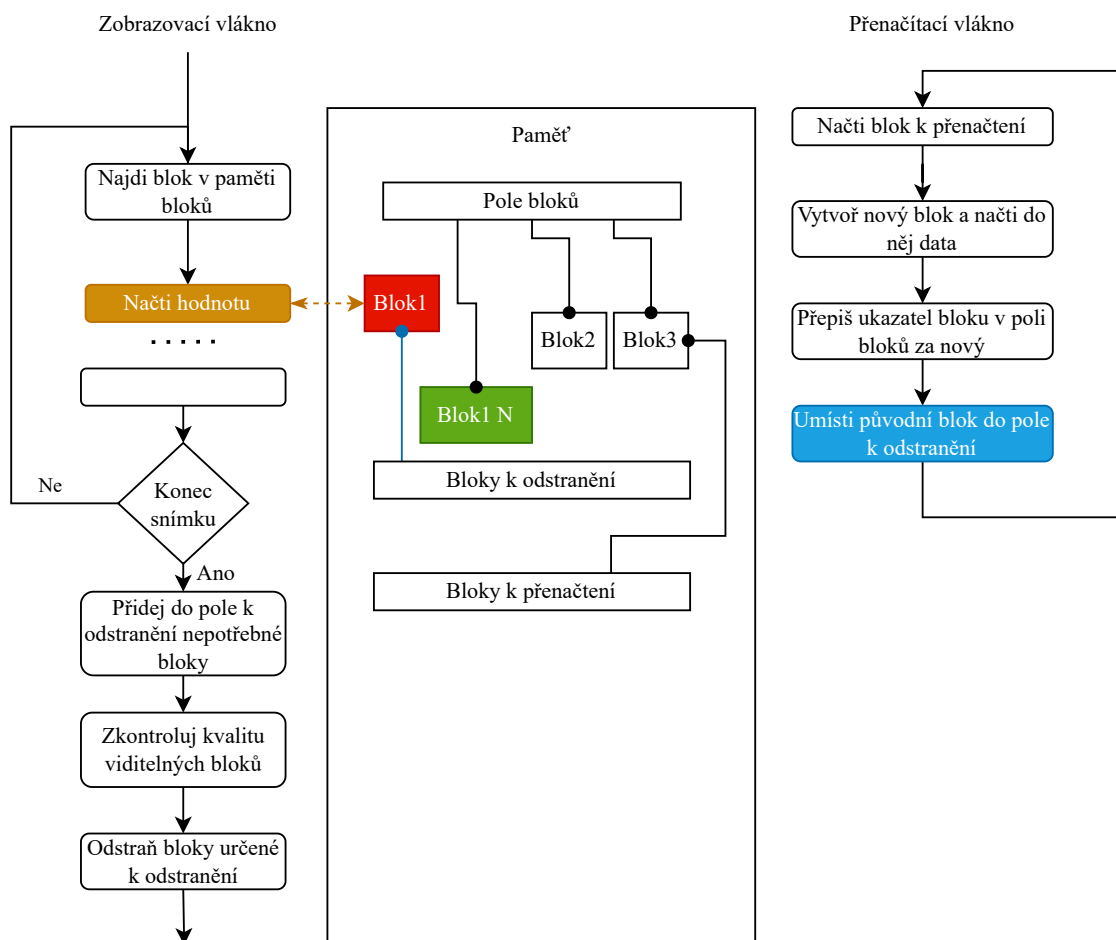 Zobrazovací vlákno
Najdi blok v paměti
bloků
Načti hodnotu
.....
Konec
snímku
Ne
Ano
Přidej do pole k
odstranění nepotřebné
bloky
Zkontroluj kvalitu
viditelných bloků
Odstraň bloky určené
k odstranění
Paměť
Pole bloků
Blok1
Blok2
Blok3
Blok1 N
Bloky k odstranění
Bloky k přenačtení
Přenačítací vlákno
Načti blok k přenačtení
Vytvoř nový blok a načti do
něj data
Přepiš ukazatel bloku v poli
bloků za nový
Umísti původní blok do pole
k odstranění